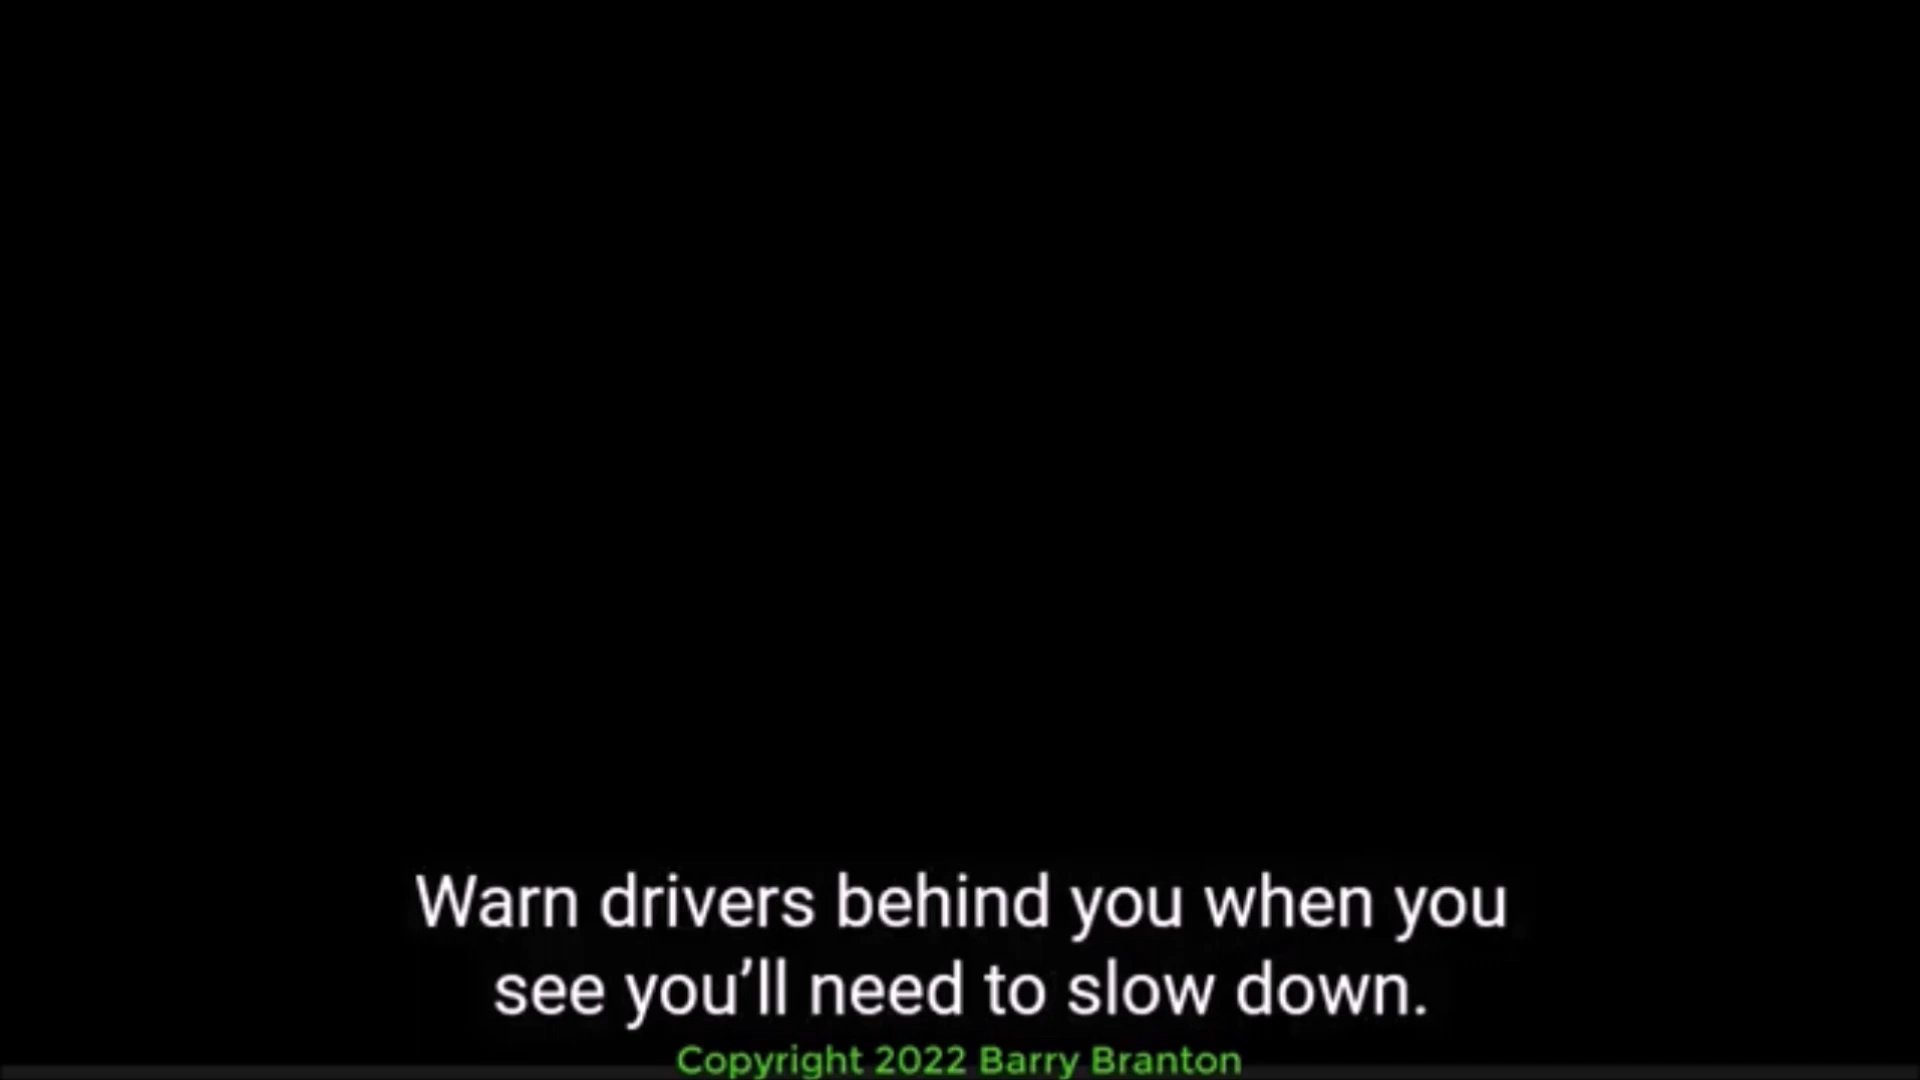 Warn drivers behind you when you
see you’ll need to slow down.
Copyright 2022 Barry Branton